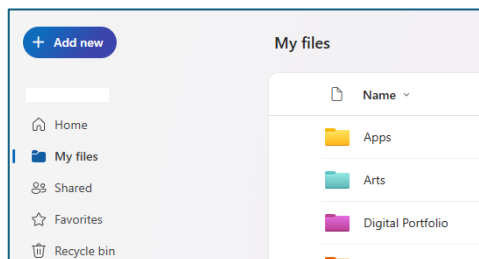 + Add new
My files
Name
Home
My files
Shared
Favorites
Recycle bin
Apps
Arts
Digital Portfolio